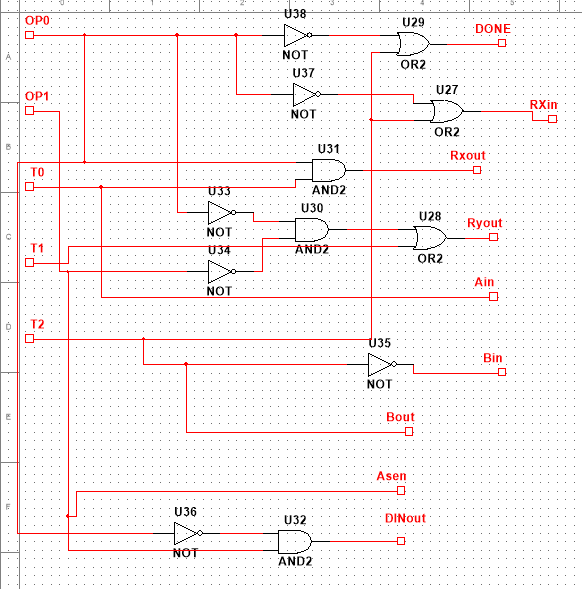 0 1 2 3 4 5
OP0
U38
NOT
U29
OR2
DONE
A
U37
NOT
U27
OR2
RXin
OP1
B
U31
AND2
Rxout
T0
U33
NOT
U30
AND2
U28
OR2
Ryout
C
T1
U34
NOT
Ain
D
T2
U35
NOT
Bin
E
Bout
Asen
F
U36
NOT
U32
AND2
DINout